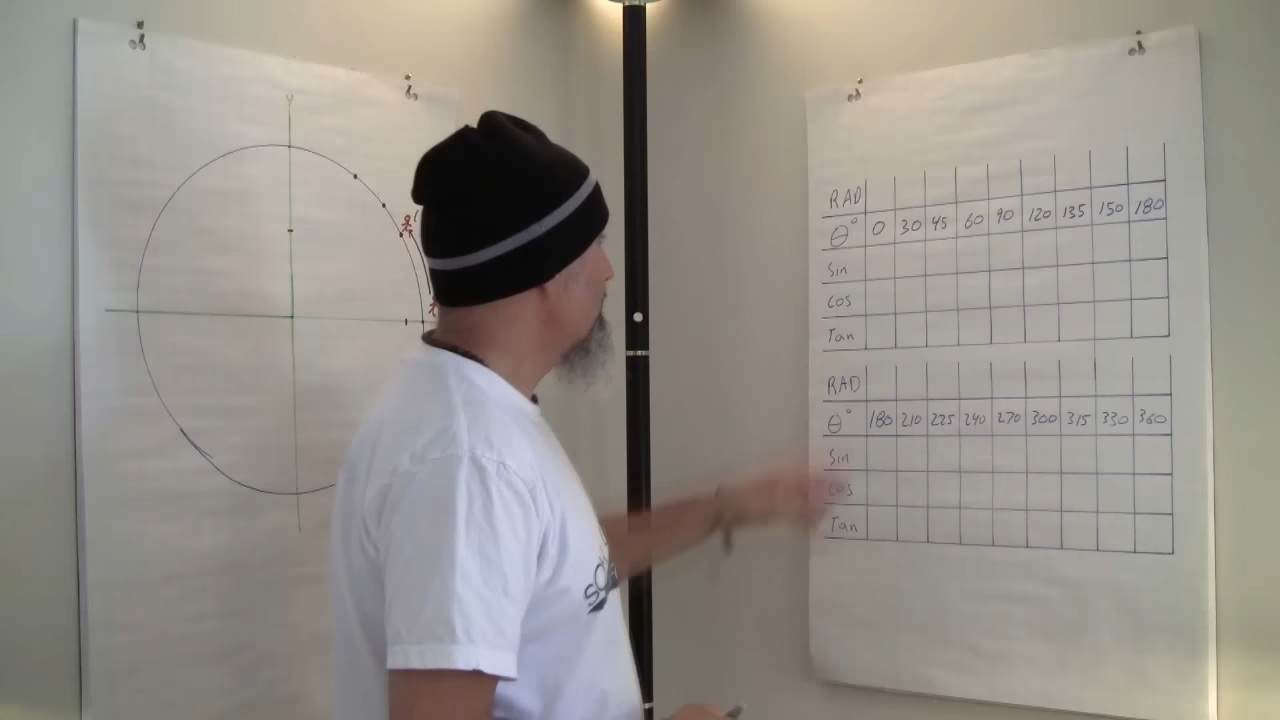 Y
RAD
θ° 0 30 45 60 90 120 135 150 180
Sin
Cos
Tan
RAD
θ° 180 210 225 240 270 300 315 330 360
Sin
Cos
Tan